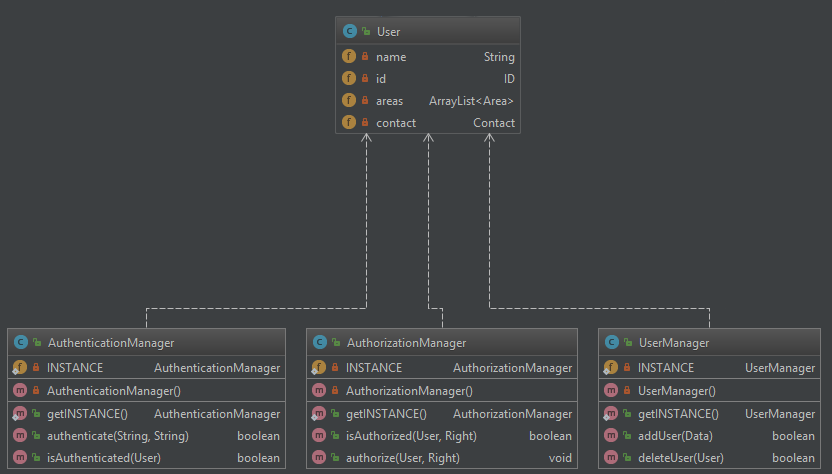 User
name String
id ID
areas ArrayList<Area>
contact Contact
AuthenticationManager
INSTANCE AuthenticationManager
AuthenticationManager()
getINSTANCE() AuthenticationManager
authenticate(String, String) boolean
isAuthenticated(User) boolean
AuthorizationManager
INSTANCE AuthorizationManager
AuthorizationManager()
getINSTANCE() AuthorizationManager
isAuthorized(User, Right) boolean
authorize(User, Right) void
UserManager
INSTANCE UserManager
UserManager()
getINSTANCE() UserManager
addUser(Data) boolean
deleteUser(User) boolean